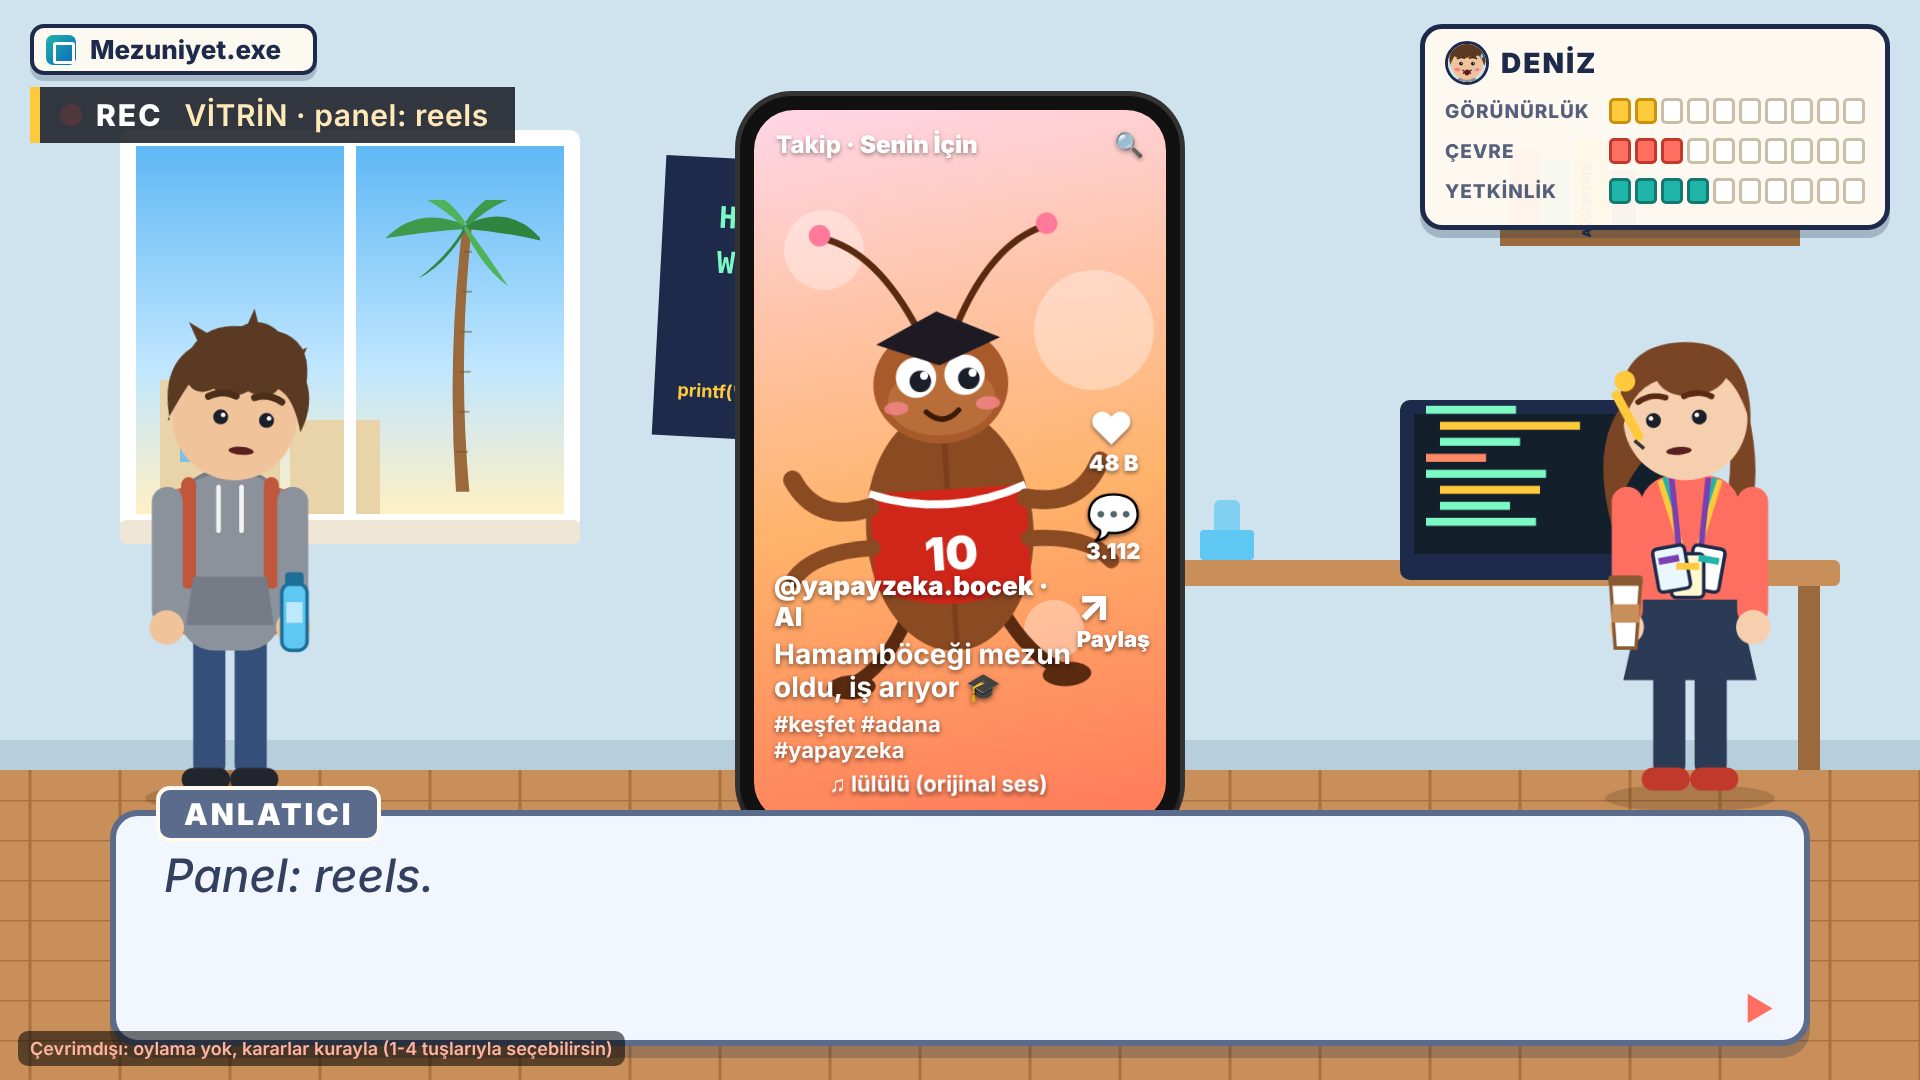 Mezuniyet.exe
REC VİTRİN · panel: reels
DENİZ
GÖRÜNÜRLÜK
ÇEVRE
YETKİNLİK
H
W
printf("
Takip · Senin İçin
48 B
3.112
Paylaş
10
@yapayzeka.bocek ·
AI
Hamamböceği mezun
oldu, iş arıyor
#keşfet #adana
#yapayzeka
♫ lülülü (orijinal ses)
ANLATICI
Panel: reels.
Çevrimdışı: oylama yok, kararlar kurayla (1-4 tuşlarıyla seçebilirsin)